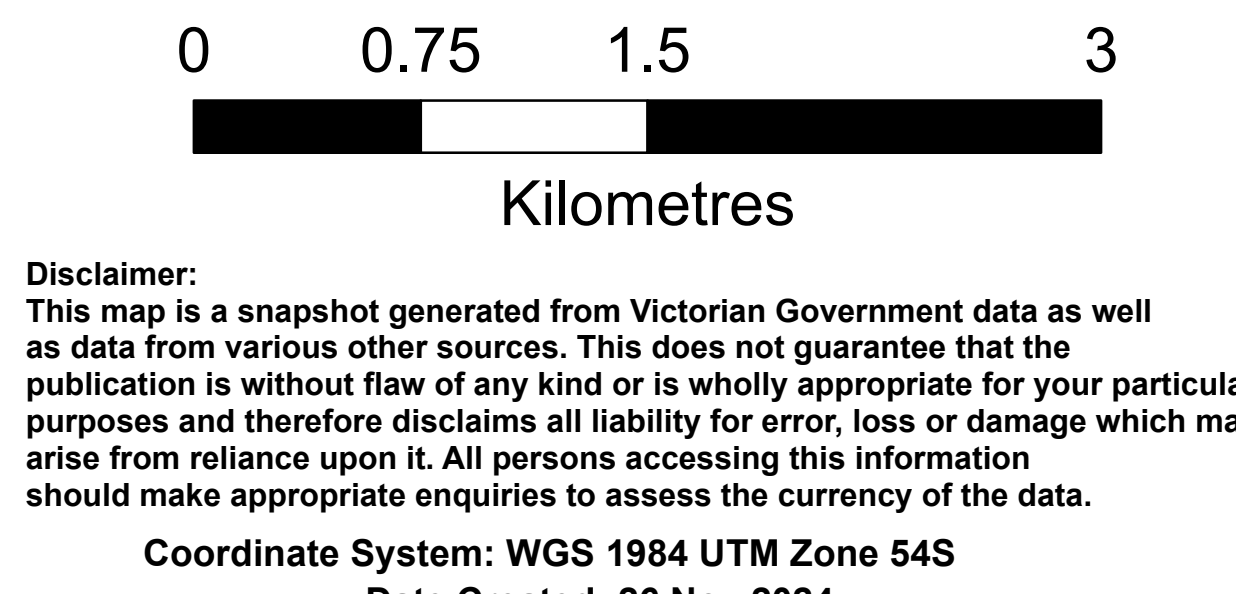 0 0.75 1.5 3
Kilometres
Disclaimer:
This map is a snapshot generated from Victorian Government data as well
as data from various other sources. This does not guarantee that the
publication is without flaw of any kind or is wholly appropriate for your particula
purposes and therefore disclaims all liability for error, loss or damage which ma
arise from reliance upon it. All persons accessing this information
should make appropriate enquiries to assess the currency of the data.
Coordinate System: WGS 1984 UTM Zone 54S
Date Created: